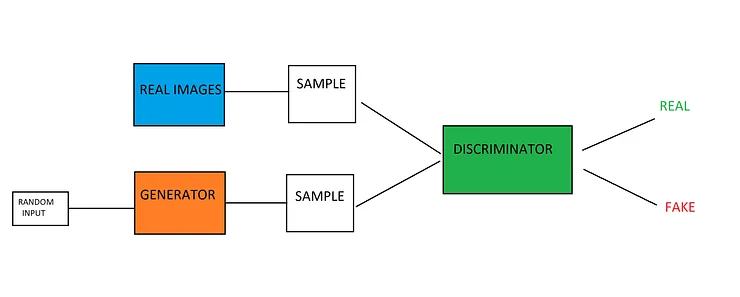 REAL IMAGES
SAMPLE
REAL
DISCRIMINATOR
GENERATOR
SAMPLE
RANDOM
INPUT
FAKE